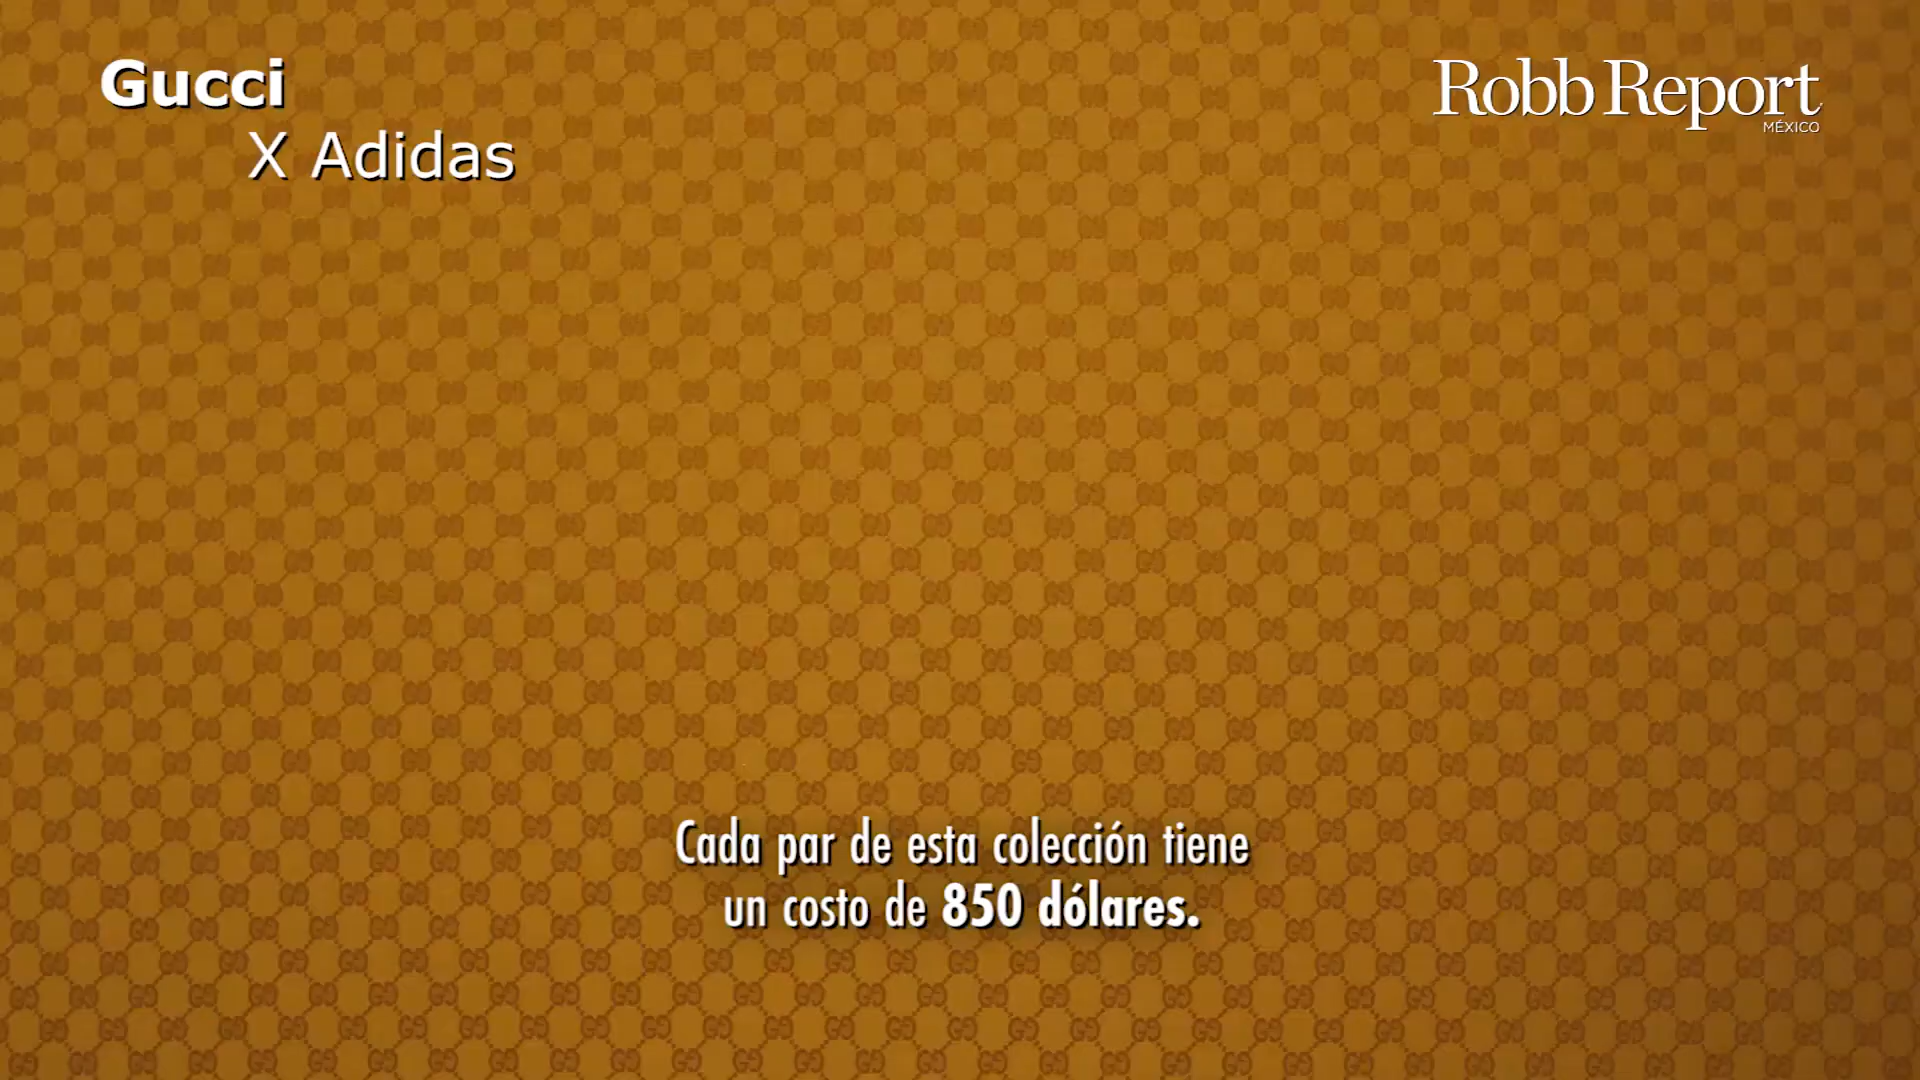 Gucci
X Adidas
Robb Report
MÉXICO
Cada par de esta colección tiene
un costo de 850 dólares.